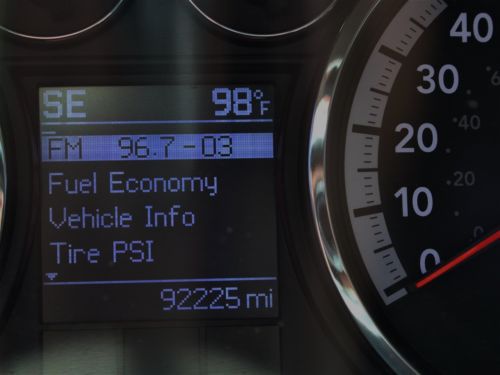 SE 98°F
FM 96.7-03
Fuel Economy
Vehicle Info
Tire PSI
92225 mi
40
30
20
10
0
40
20